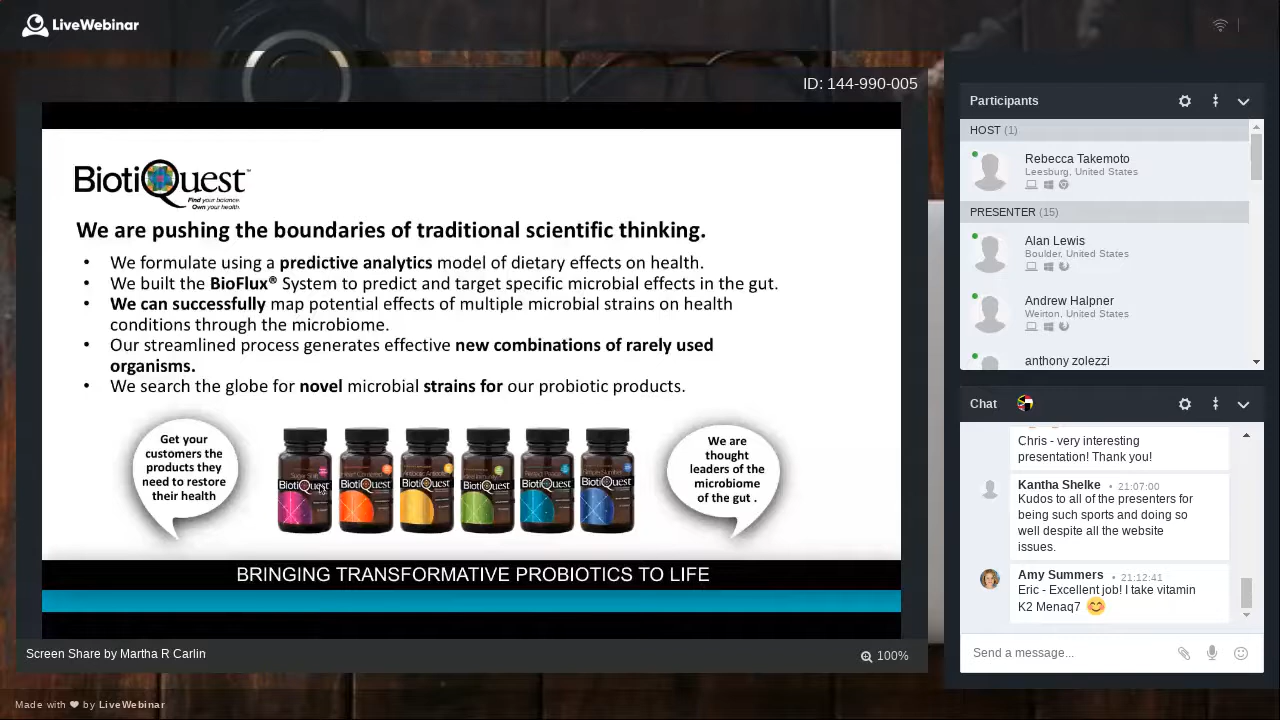 LiveWebinar
ID: 144-990-005
BiotiQuest™
Find your balance.
Own your health.
We are pushing the boundaries of traditional scientific thinking.
• We formulate using a predictive analytics model of dietary effects on health.
• We built the BioFlux® System to predict and target specific microbial effects in the gut.
• We can successfully map potential effects of multiple microbial strains on health
conditions through the microbiome.
• Our streamlined process generates effective new combinations of rarely used
organisms.
• We search the globe for novel microbial strains for our probiotic products.
Get your
customers the
products they
need to restore
their health
BiotiQuest
BiotiQuest
BiotiQuest
BiotiQuest
BiotiQuest
BiotiQuest
We are
thought
leaders of the
microbiome
of the gut .
BRINGING TRANSFORMATIVE PROBIOTICS TO LIFE
Screen Share by Martha R Carlin
100%
Made with ❤ by LiveWebinar
Participants
HOST (1)
Rebecca Takemoto
Leesburg, United States
PRESENTER (15)
Alan Lewis
Boulder, United States
Andrew Halpner
Weirton, United States
anthony zolezzi
Chat
Chris - very interesting
presentation! Thank you!
Kantha Shelke • 21:07:00
Kudos to all of the presenters for
being such sports and doing so
well despite all the website
issues.
Amy Summers • 21:12:41
Eric - Excellent job! I take vitamin
K2 Menaq7 😊
Send a message...